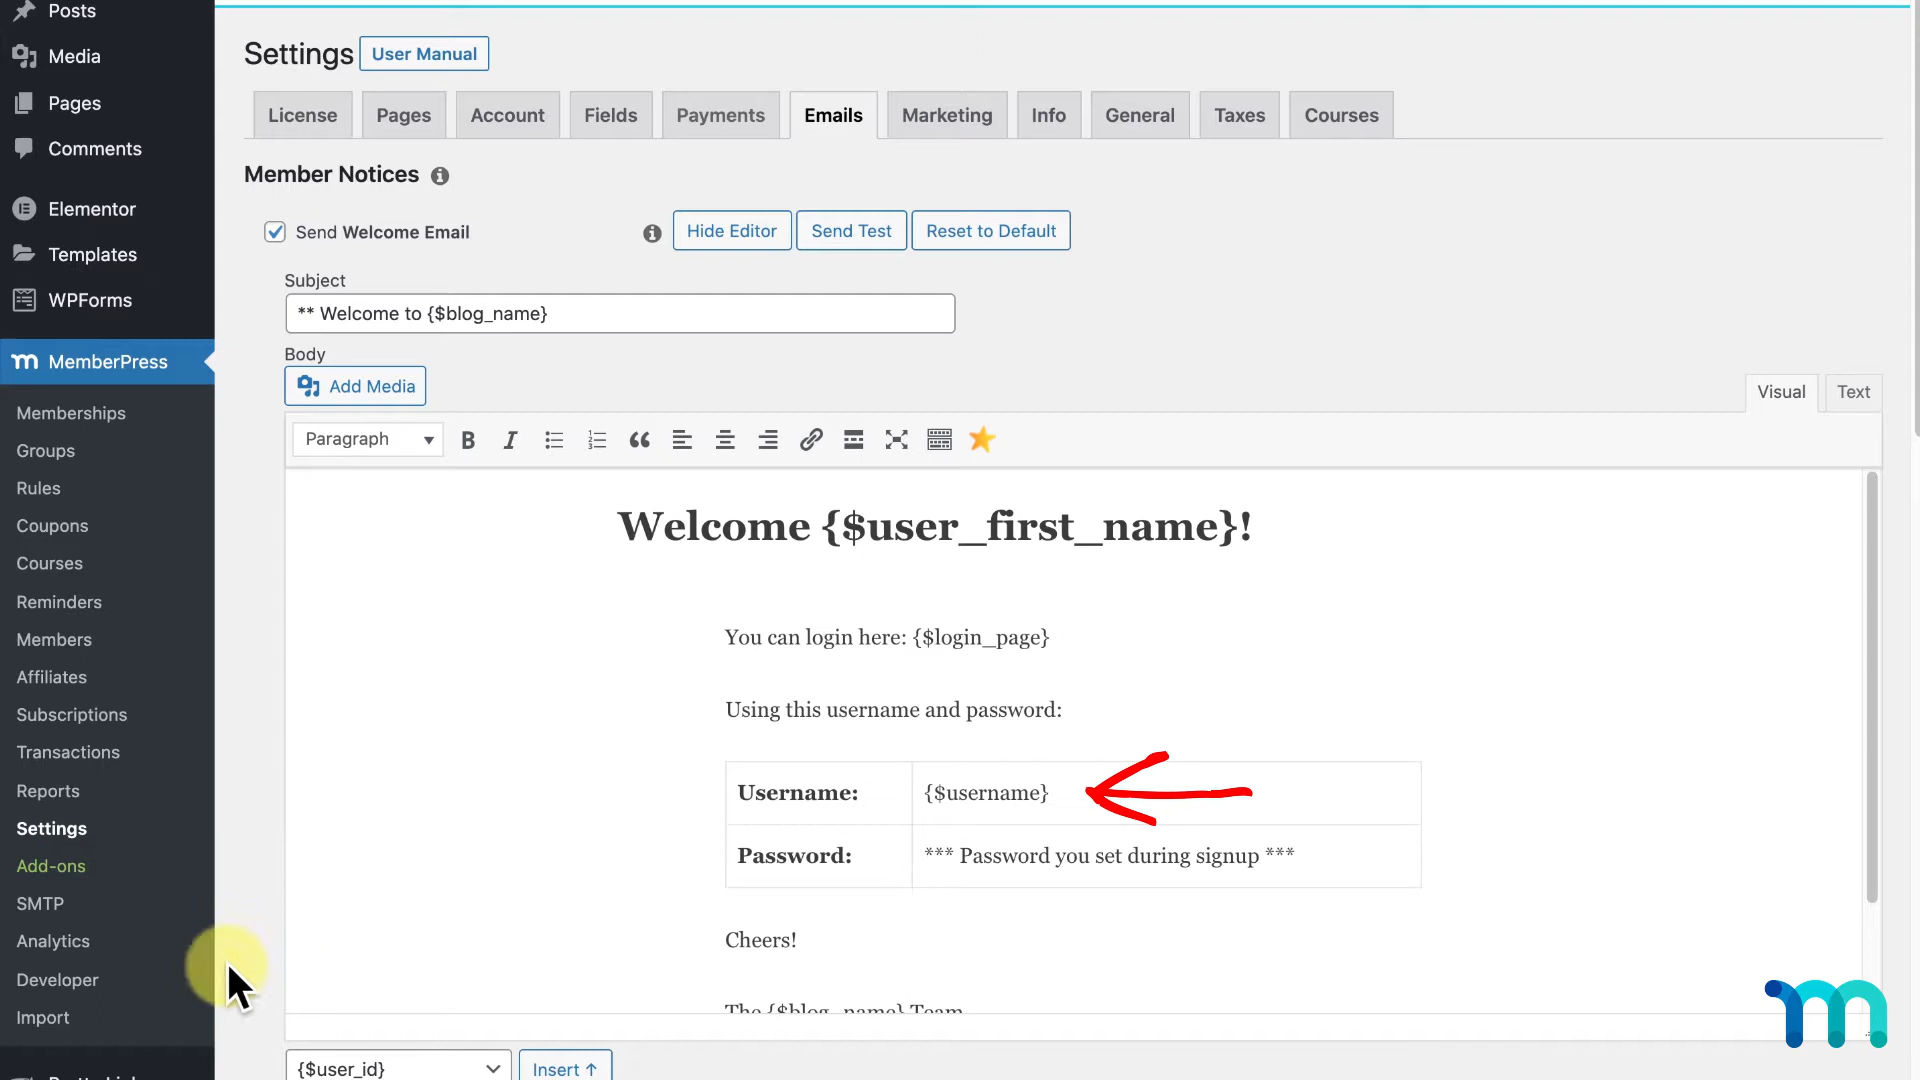 Posts
Media
Pages
Comments
Elementor
Templates
WPForms
MemberPress
Memberships
Groups
Rules
Coupons
Courses
Reminders
Members
Affiliates
Subscriptions
Transactions
Reports
Settings
Add-ons
SMTP
Analytics
Developer
Import
Settings User Manual
License Pages Account Fields Payments Emails Marketing Info General Taxes Courses
Member Notices
Send Welcome Email Hide Editor Send Test Reset to Default
Subject
** Welcome to {$blog_name}
Body
Add Media
Visual Text
Paragraph
Welcome {$user_first_name}!
You can login here: {$login_page}
Using this username and password:
Username: {$username}
Password: *** Password you set during signup ***
Cheers!
The {$blog_name} Team
{$user_id} Insert ↑